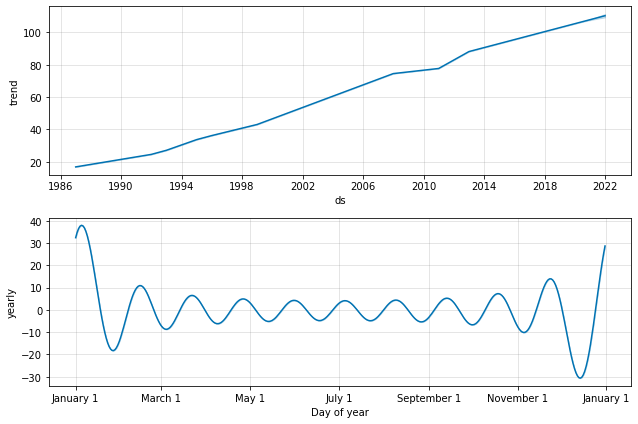 100
80
60
40
20
trend
1986 1990 1994 1998 2002 2006 2010 2014 2018 2022
ds
40
30
20
10
0
−10
−20
−30
yearly
January 1 March 1 May 1 July 1 September 1 November 1 January 1
Day of year